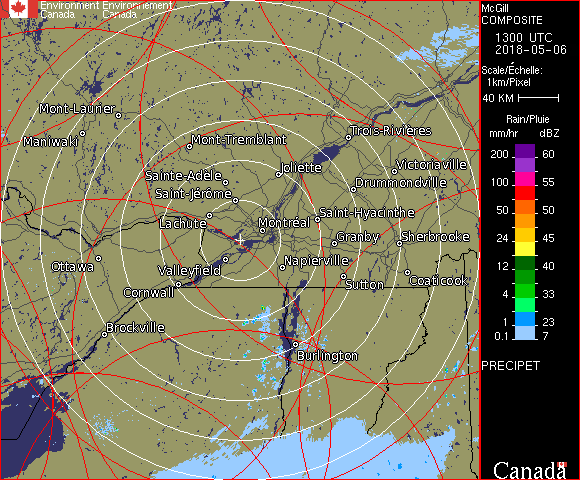 Environment Environnement
Canada Canada
McGill
COMPOSITE
1300 UTC
2018-05-06
Scale/Échelle:
1km/Pixel
40 KM
Rain/Pluie
mm/hr dBZ
200 60
155 57
100 55
50 50
24 45
12 40
4 33
1 23
0.1 7
PRECIPET
Mont-Laurier
Maniwaki
Mont-Tremblant
Trois-Rivières
Joliette
Victoriaville
Sainte-Adèle
Drummondville
Saint-Jérôme
Lachute
Saint-Hyacinthe
Montréal
Granby
Sherbrooke
Ottawa
Valleyfield
Napierville
Cornwall
Sutton
Coaticook
Brockville
Burlington
Canada